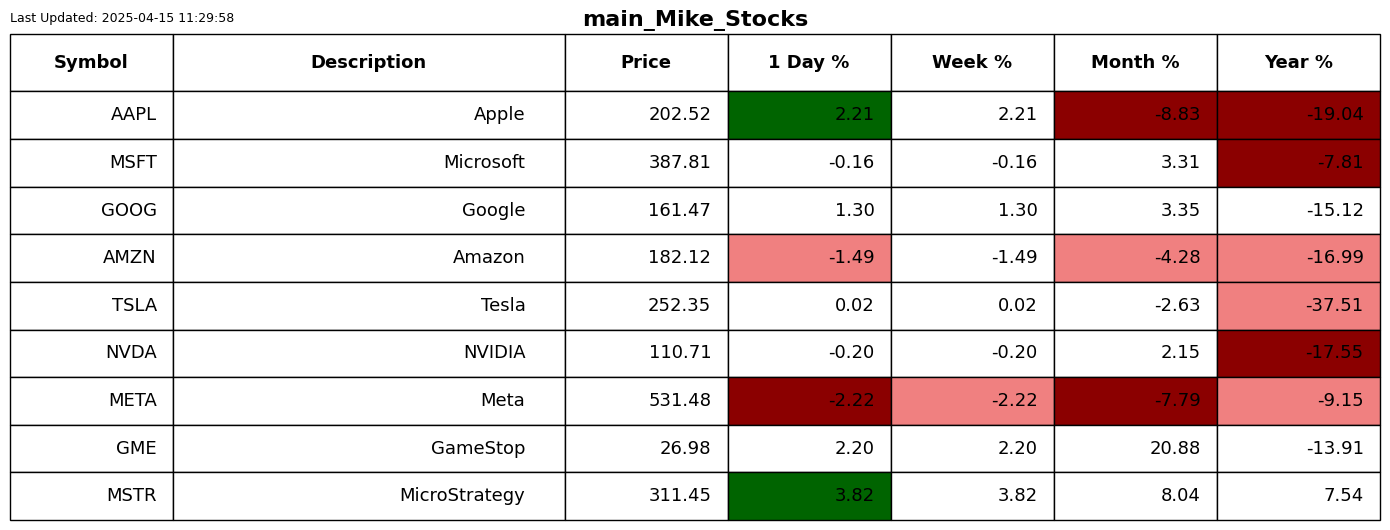 Last Updated: 2025-04-15 11:29:58
main_Mike_Stocks
Symbol Description Price 1 Day % Week % Month % Year %
AAPL Apple 202.52 2.21 2.21 -8.83 -19.04
MSFT Microsoft 387.81 -0.16 -0.16 3.31 -7.81
GOOG Google 161.47 1.30 1.30 3.35 -15.12
AMZN Amazon 182.12 -1.49 -1.49 -4.28 -16.99
TSLA Tesla 252.35 0.02 0.02 -2.63 -37.51
NVDA NVIDIA 110.71 -0.20 -0.20 2.15 -17.55
META Meta 531.48 -2.22 -2.22 -7.79 -9.15
GME GameStop 26.98 2.20 2.20 20.88 -13.91
MSTR MicroStrategy 311.45 3.82 3.82 8.04 7.54